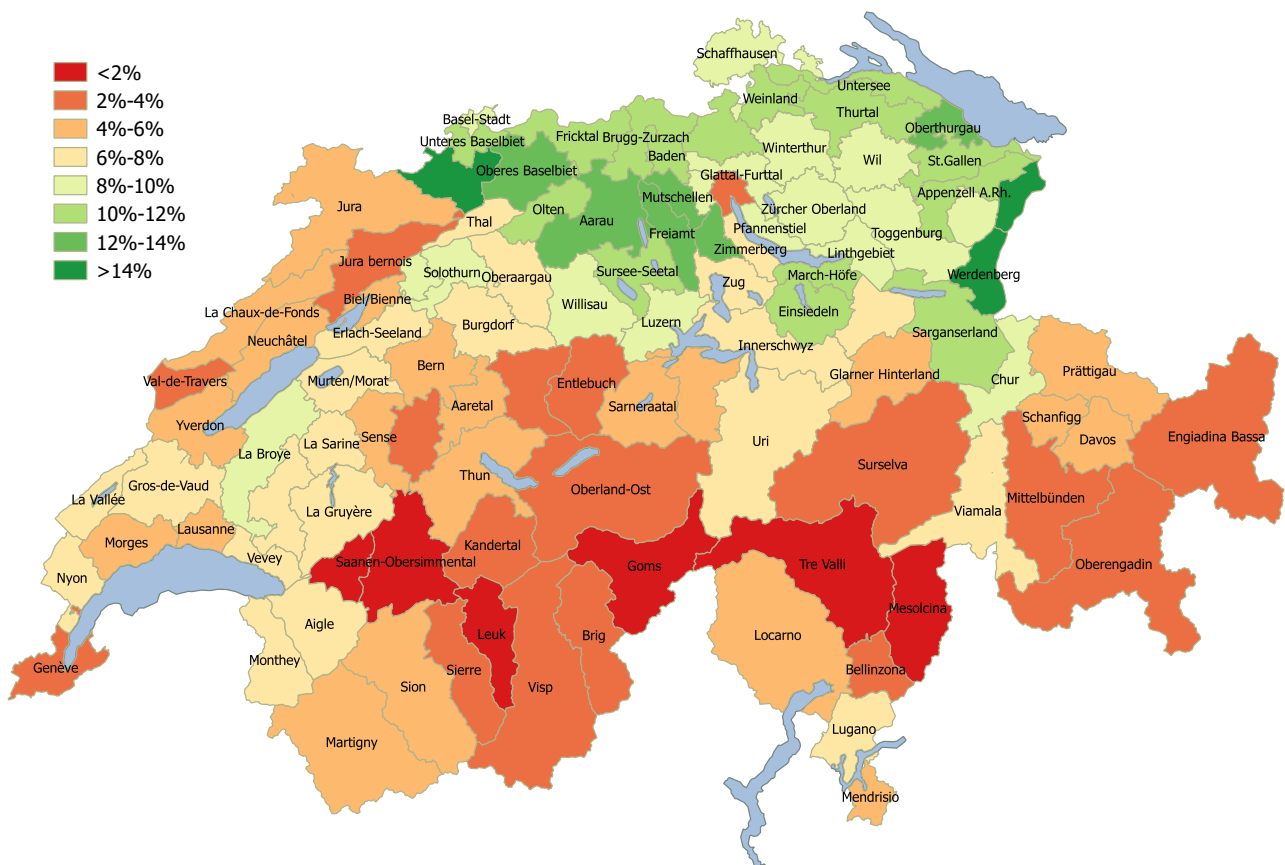 <2%
2%-4%
4%-6%
6%-8%
8%-10%
10%-12%
12%-14%
>14%
Schaffhausen
Untersee
Weinland
Thurtal
Basel-Stadt
Oberthurgau
Unteres Baselbiet
Fricktal
Brugg-Zurzach
Winterthur
Baden
Wil
St.Gallen
Oberes Baselbiet
Glattal-Furttal
Appenzell A.Rh.
Mutschellen
Jura
Olten
Zürcher Oberland
Thal
Aarau
Pfannenstiel
Freiamt
Toggenburg
Zimmerberg
Linthgebiet
Jura bernois
Solothurn
Oberaargau
Sursee-Seetal
March-Höfe
Werdenberg
Zug
Biel/Bienne
Willisau
La Chaux-de-Fonds
Einsiedeln
Luzern
Burgdorf
Erlach-Seeland
Sarganserland
Neuchâtel
Innerschwyz
Bern
Prättigau
Glarner Hinterland
Chur
Val-de-Travers
Murten/Morat
Entlebuch
Aaretal
Sarneraatal
Schanfigg
Yverdon
Sense
Engiadina Bassa
Davos
Uri
La Sarine
La Broye
Surselva
Thun
Gros-de-Vaud
Oberland-Ost
Mittelbünden
La Vallée
La Gruyère
Viamala
Lausanne
Morges
Kandertal
Vevey
Saanen-Obersimmental
Goms
Tre Valli
Oberengadin
Nyon
Mesolcina
Aigle
Leuk
Brig
Locarno
Monthey
Genève
Sierre
Bellinzona
Sion
Visp
Lugano
Martigny
Mendrisio